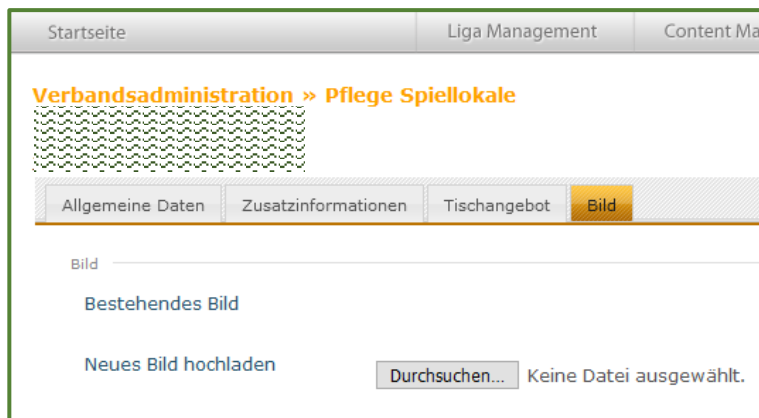 Startseite Liga Management Content Ma
Verbandsadministration » Pflege Spiellokale
Allgemeine Daten Zusatzinformationen Tischangebot Bild
Bild
Bestehendes Bild
Neues Bild hochladen Durchsuchen... Keine Datei ausgewählt.